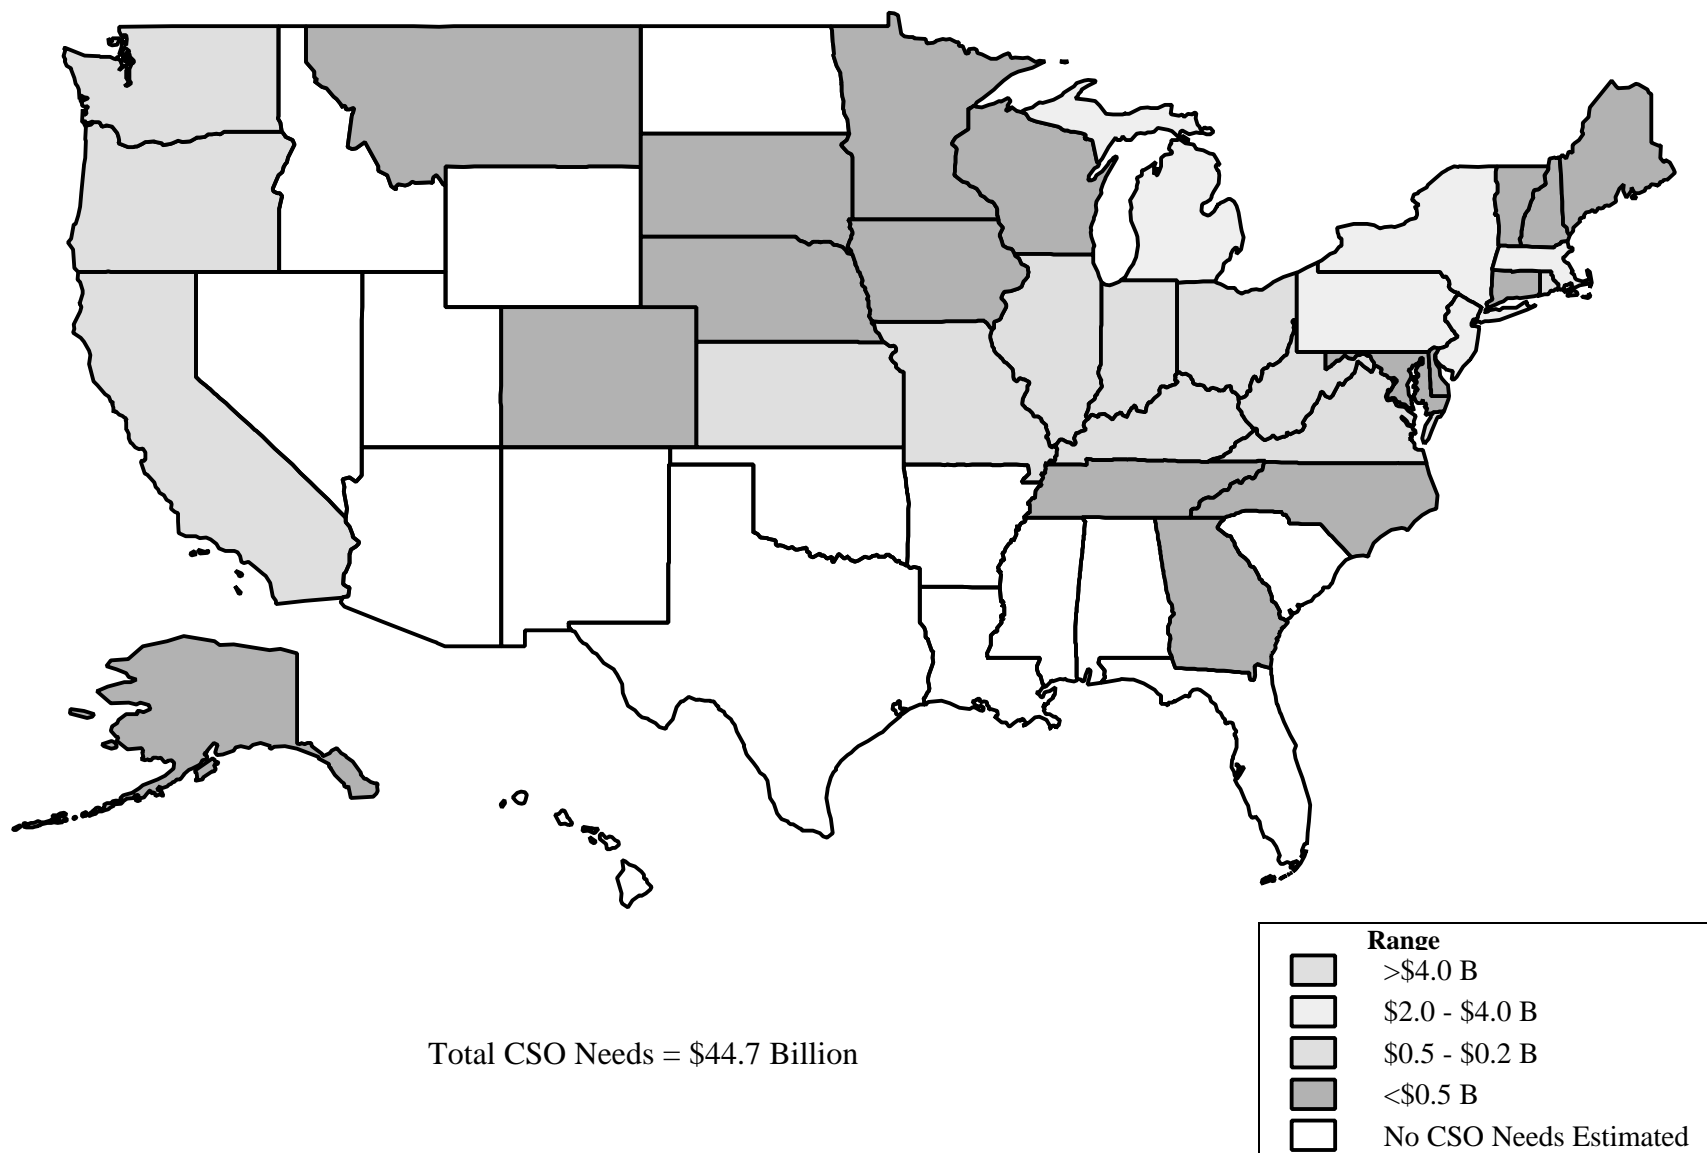 Range
>$4.0 B
$2.0 - $4.0 B
$0.5 - $0.2 B
<$0.5 B
No CSO Needs Estimated
Total CSO Needs = $44.7 Billion